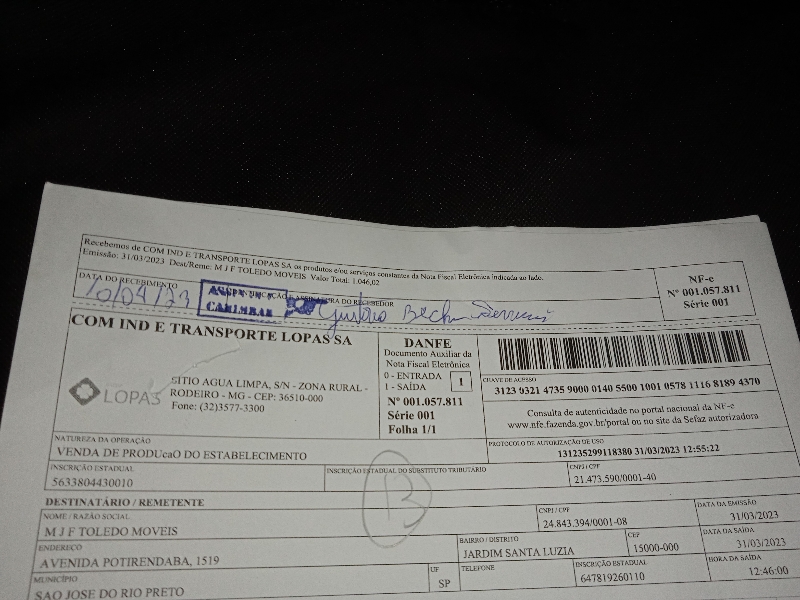 Recebemos de COM IND E TRANSPORTE LOPAS SA os produtos e/ou serviços constantes da Nota Fiscal Eletrônica indicada ao lado.
Emissão: 31/03/2023 Dest/Reme: M J F TOLEDO MOVEIS Valor Total: 1.046,02
DATA DO RECEBIMENTO
ASSINATURA DO RECEBEDOR
10/04/23
CARIMBAR
Gustavo
NF-e
Nº 001.057.811
Série 001
COM IND E TRANSPORTE LOPAS SA
LOPAS
SITIO AGUA LIMPA, S/N - ZONA RURAL -
RODEIRO - MG - CEP: 36510-000
Fone: (32)3577-3300
DANFE
Documento Auxiliar da
Nota Fiscal Eletrônica
0 - ENTRADA
1 - SAÍDA
1
Nº 001.057.811
Série 001
Folha 1/1
CHAVE DE ACESSO
3123 0321 4735 9000 0140 5500 1001 0578 1116 8189 4370
Consulta de autenticidade no portal nacional da NF-e
www.nfe.fazenda.gov.br/portal ou no site da Sefaz autorizadora
NATUREZA DA OPERAÇÃO
VENDA DE PRODUcaO DO ESTABELECIMENTO
PROTOCOLO DE AUTORIZAÇÃO DE USO
131235299118380 31/03/2023 12:55:22
INSCRIÇÃO ESTADUAL
5633804430010
INSCRIÇÃO ESTADUAL DO SUBSTITUTO TRIBUTÁRIO
CNPJ / CPF
21.473.590/0001-40
B
DESTINATÁRIO / REMETENTE
NOME / RAZÃO SOCIAL
M J F TOLEDO MOVEIS
CNPJ / CPF
24.843.394/0001-08
DATA DA EMISSÃO
31/03/2023
ENDEREÇO
AVENIDA POTIRENDABA, 1519
BAIRRO / DISTRITO
JARDIM SANTA LUZIA
CEP
15000-000
DATA DA SAÍDA
31/03/2023
MUNICÍPIO
SAO JOSE DO RIO PRETO
UF
SP
TELEFONE
INSCRIÇÃO ESTADUAL
647819260110
HORA DA SAÍDA
12:46:00